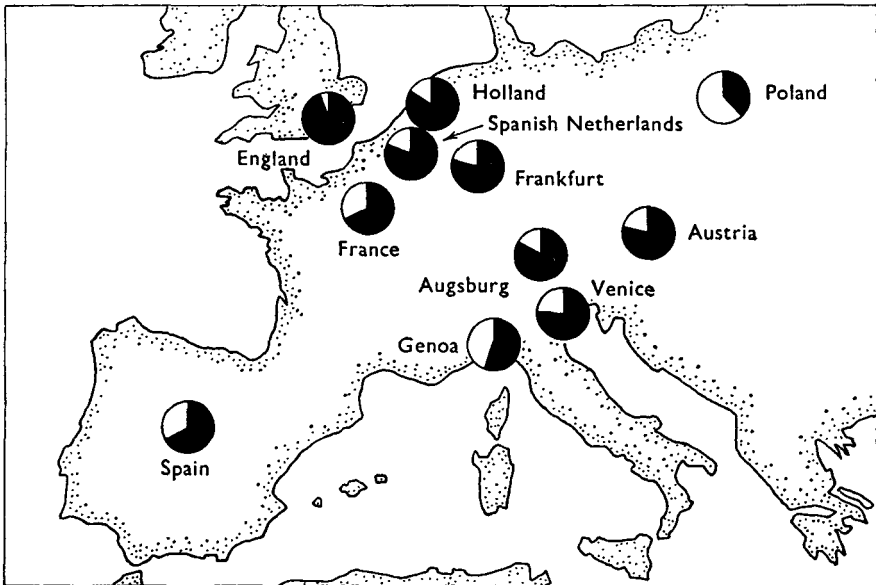 Holland
Poland
Spanish Netherlands
England
Frankfurt
France
Austria
Augsburg
Venice
Genoa
Spain